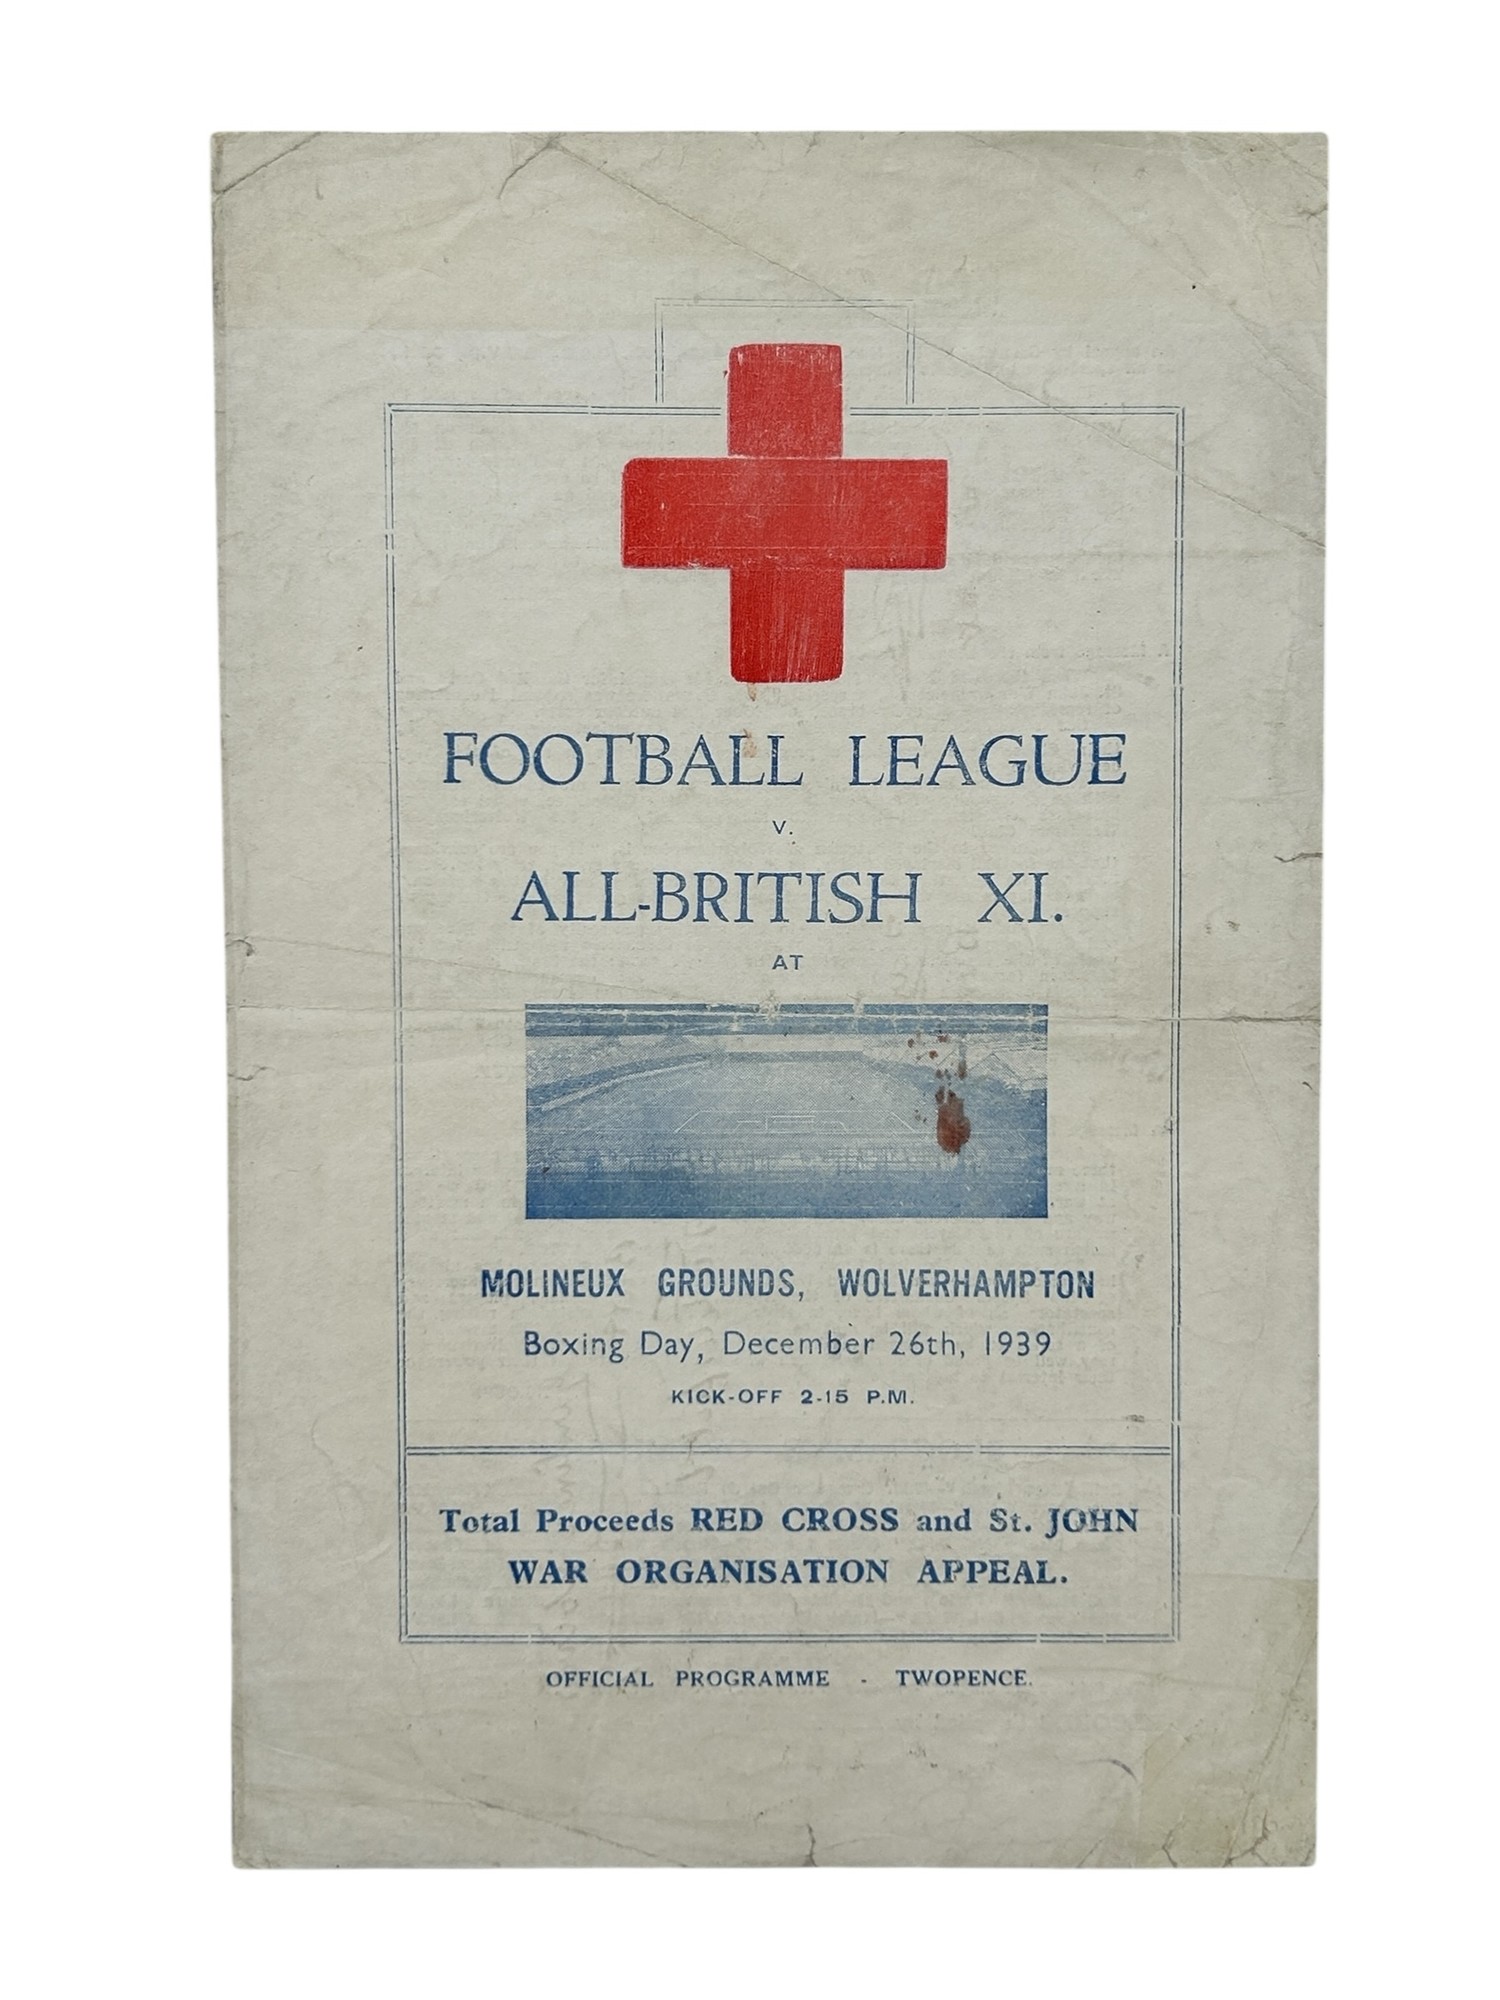 FOOTBALL LEAGUE
V.
ALL-BRITISH XI.
AT
MOLINEUX GROUNDS, WOLVERHAMPTON
Boxing Day, December 26th, 1939
KICK-OFF 2-15 P.M.
Total Proceeds RED CROSS and St. JOHN
WAR ORGANISATION APPEAL.
OFFICIAL PROGRAMME - TWOPENCE.